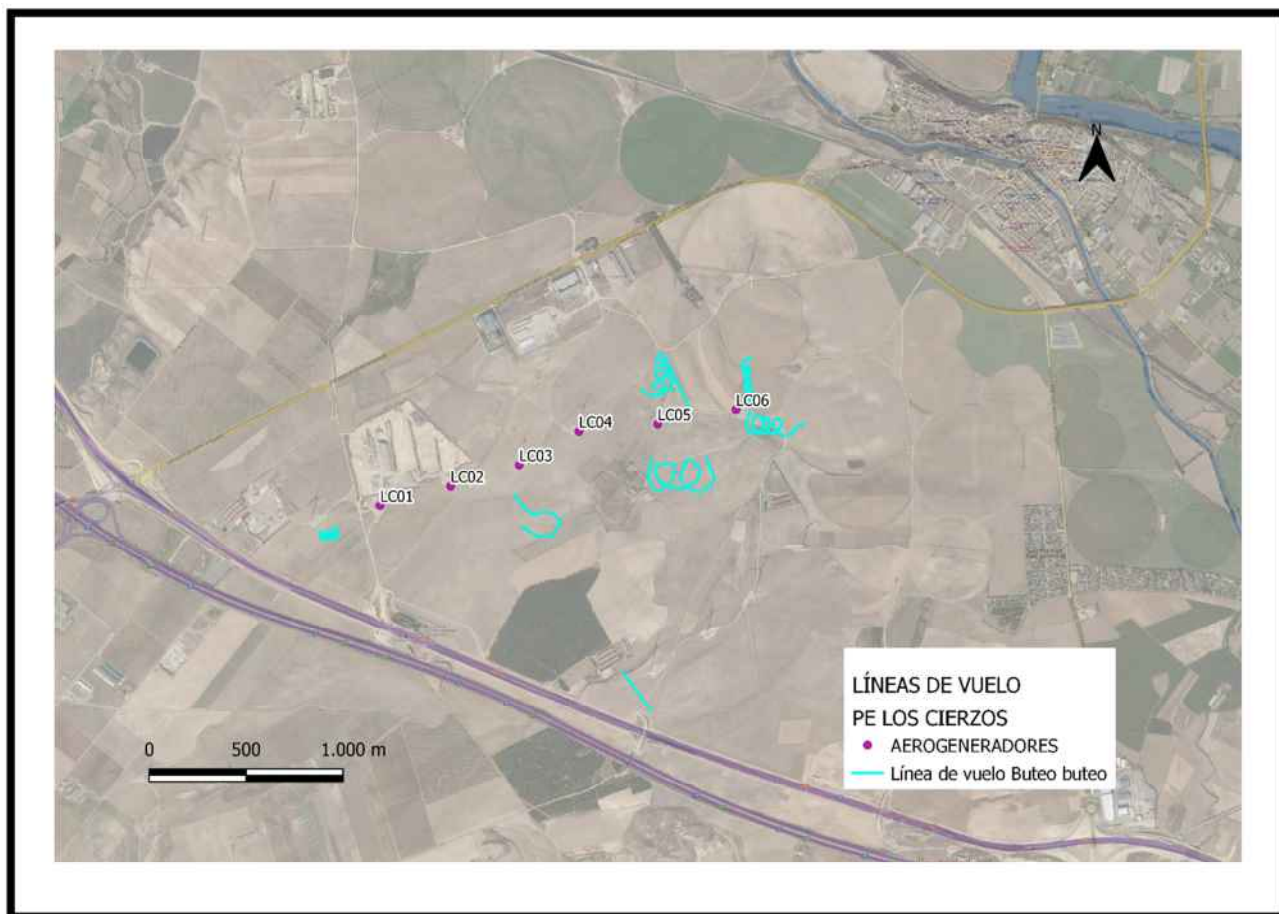 N
LC06
LC05
LC04
LC03
LC02
LC01
LÍNEAS DE VUELO
PE LOS CIERZOS
AEROGENERADORES
Línea de vuelo Buteo buteo
0 500 1.000 m